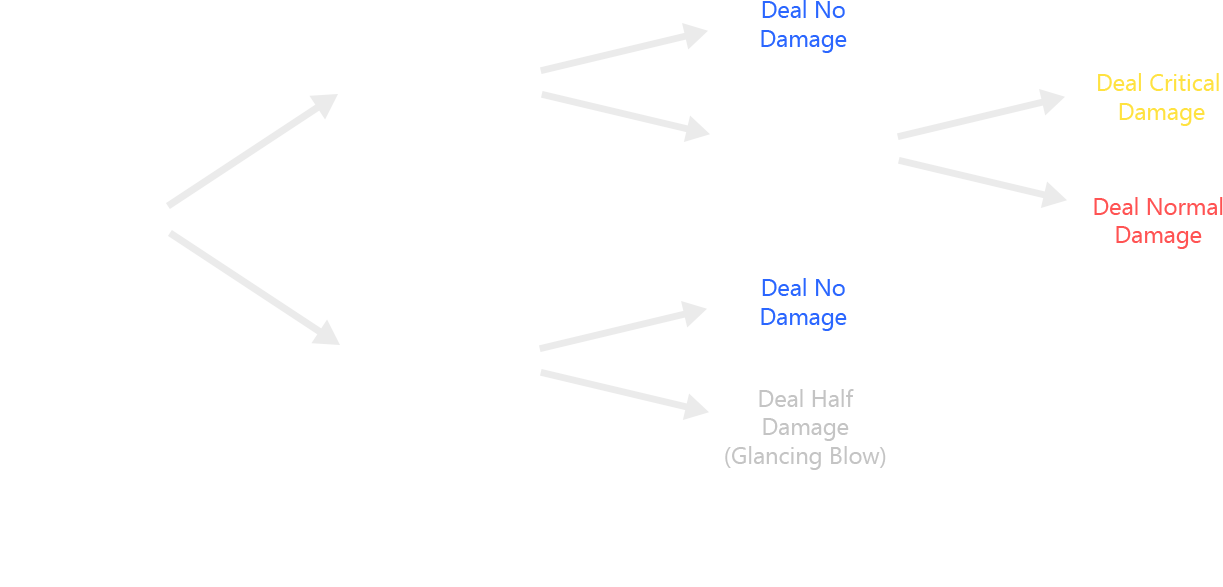 Deal No
Damage
Deal Critical
Damage
Deal Normal
Damage
Deal No
Damage
Deal Half
Damage
(Glancing Blow)